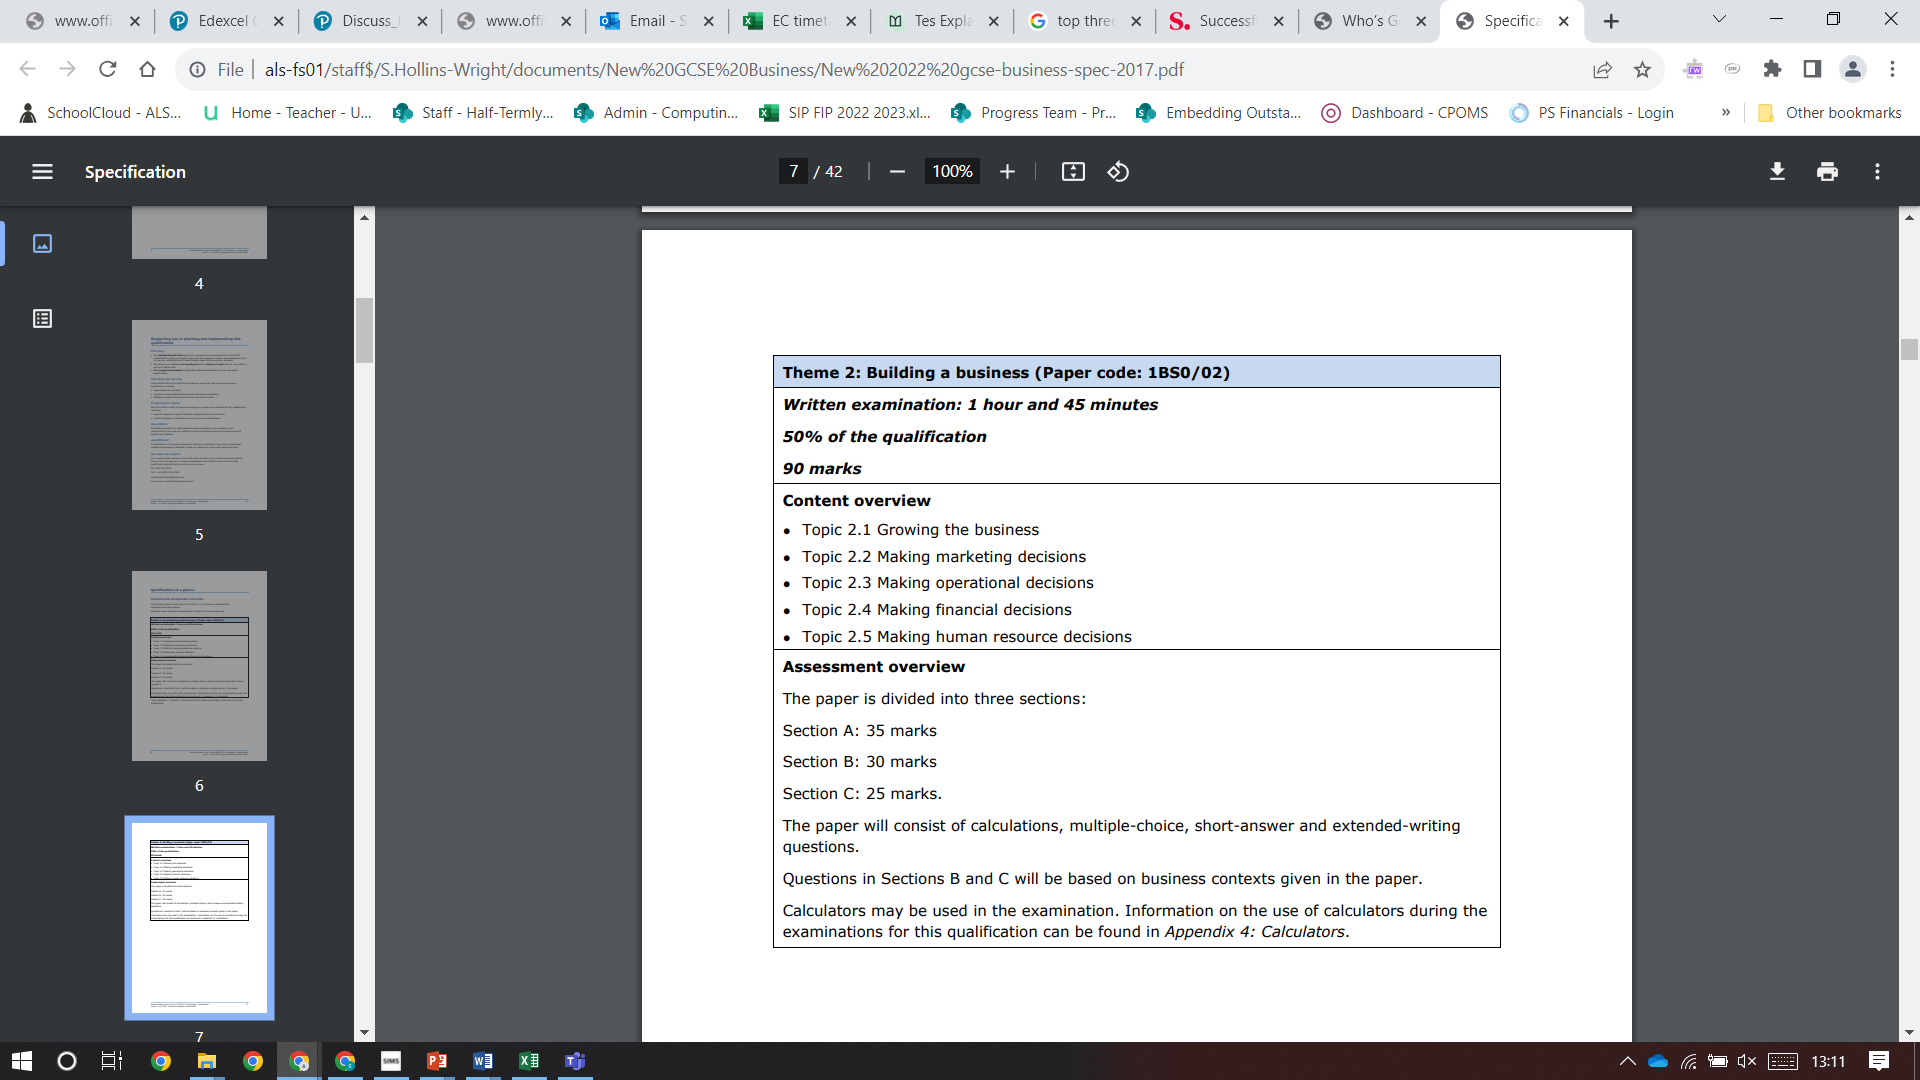 www.offi
Edexcel
Discuss_
www.offi
Email - S
EC timet
Tes Expla
top three
Successf
Who's G
Specifica
File
als-fs01/staff$/S.Hollins-Wright/documents/New%20GCSE%20Business/New%202022%20gcse-business-spec-2017.pdf
SchoolCloud - ALS...
Home - Teacher - U...
Staff - Half-Termly...
Admin - Computin...
SIP FIP 2022 2023.xl...
Progress Team - Pr...
Embedding Outsta...
Dashboard - CPOMS
PS Financials - Login
»
Other bookmarks
Specification
7 / 42
100%
4
5
6
7
Theme 2: Building a business (Paper code: 1BS0/02)
Written examination: 1 hour and 45 minutes
50% of the qualification
90 marks
Content overview
• Topic 2.1 Growing the business
• Topic 2.2 Making marketing decisions
• Topic 2.3 Making operational decisions
• Topic 2.4 Making financial decisions
• Topic 2.5 Making human resource decisions
Assessment overview
The paper is divided into three sections:
Section A: 35 marks
Section B: 30 marks
Section C: 25 marks.
The paper will consist of calculations, multiple-choice, short-answer and extended-writing
questions.
Questions in Sections B and C will be based on business contexts given in the paper.
Calculators may be used in the examination. Information on the use of calculators during the
examinations for this qualification can be found in Appendix 4: Calculators.
SIMS
13:11